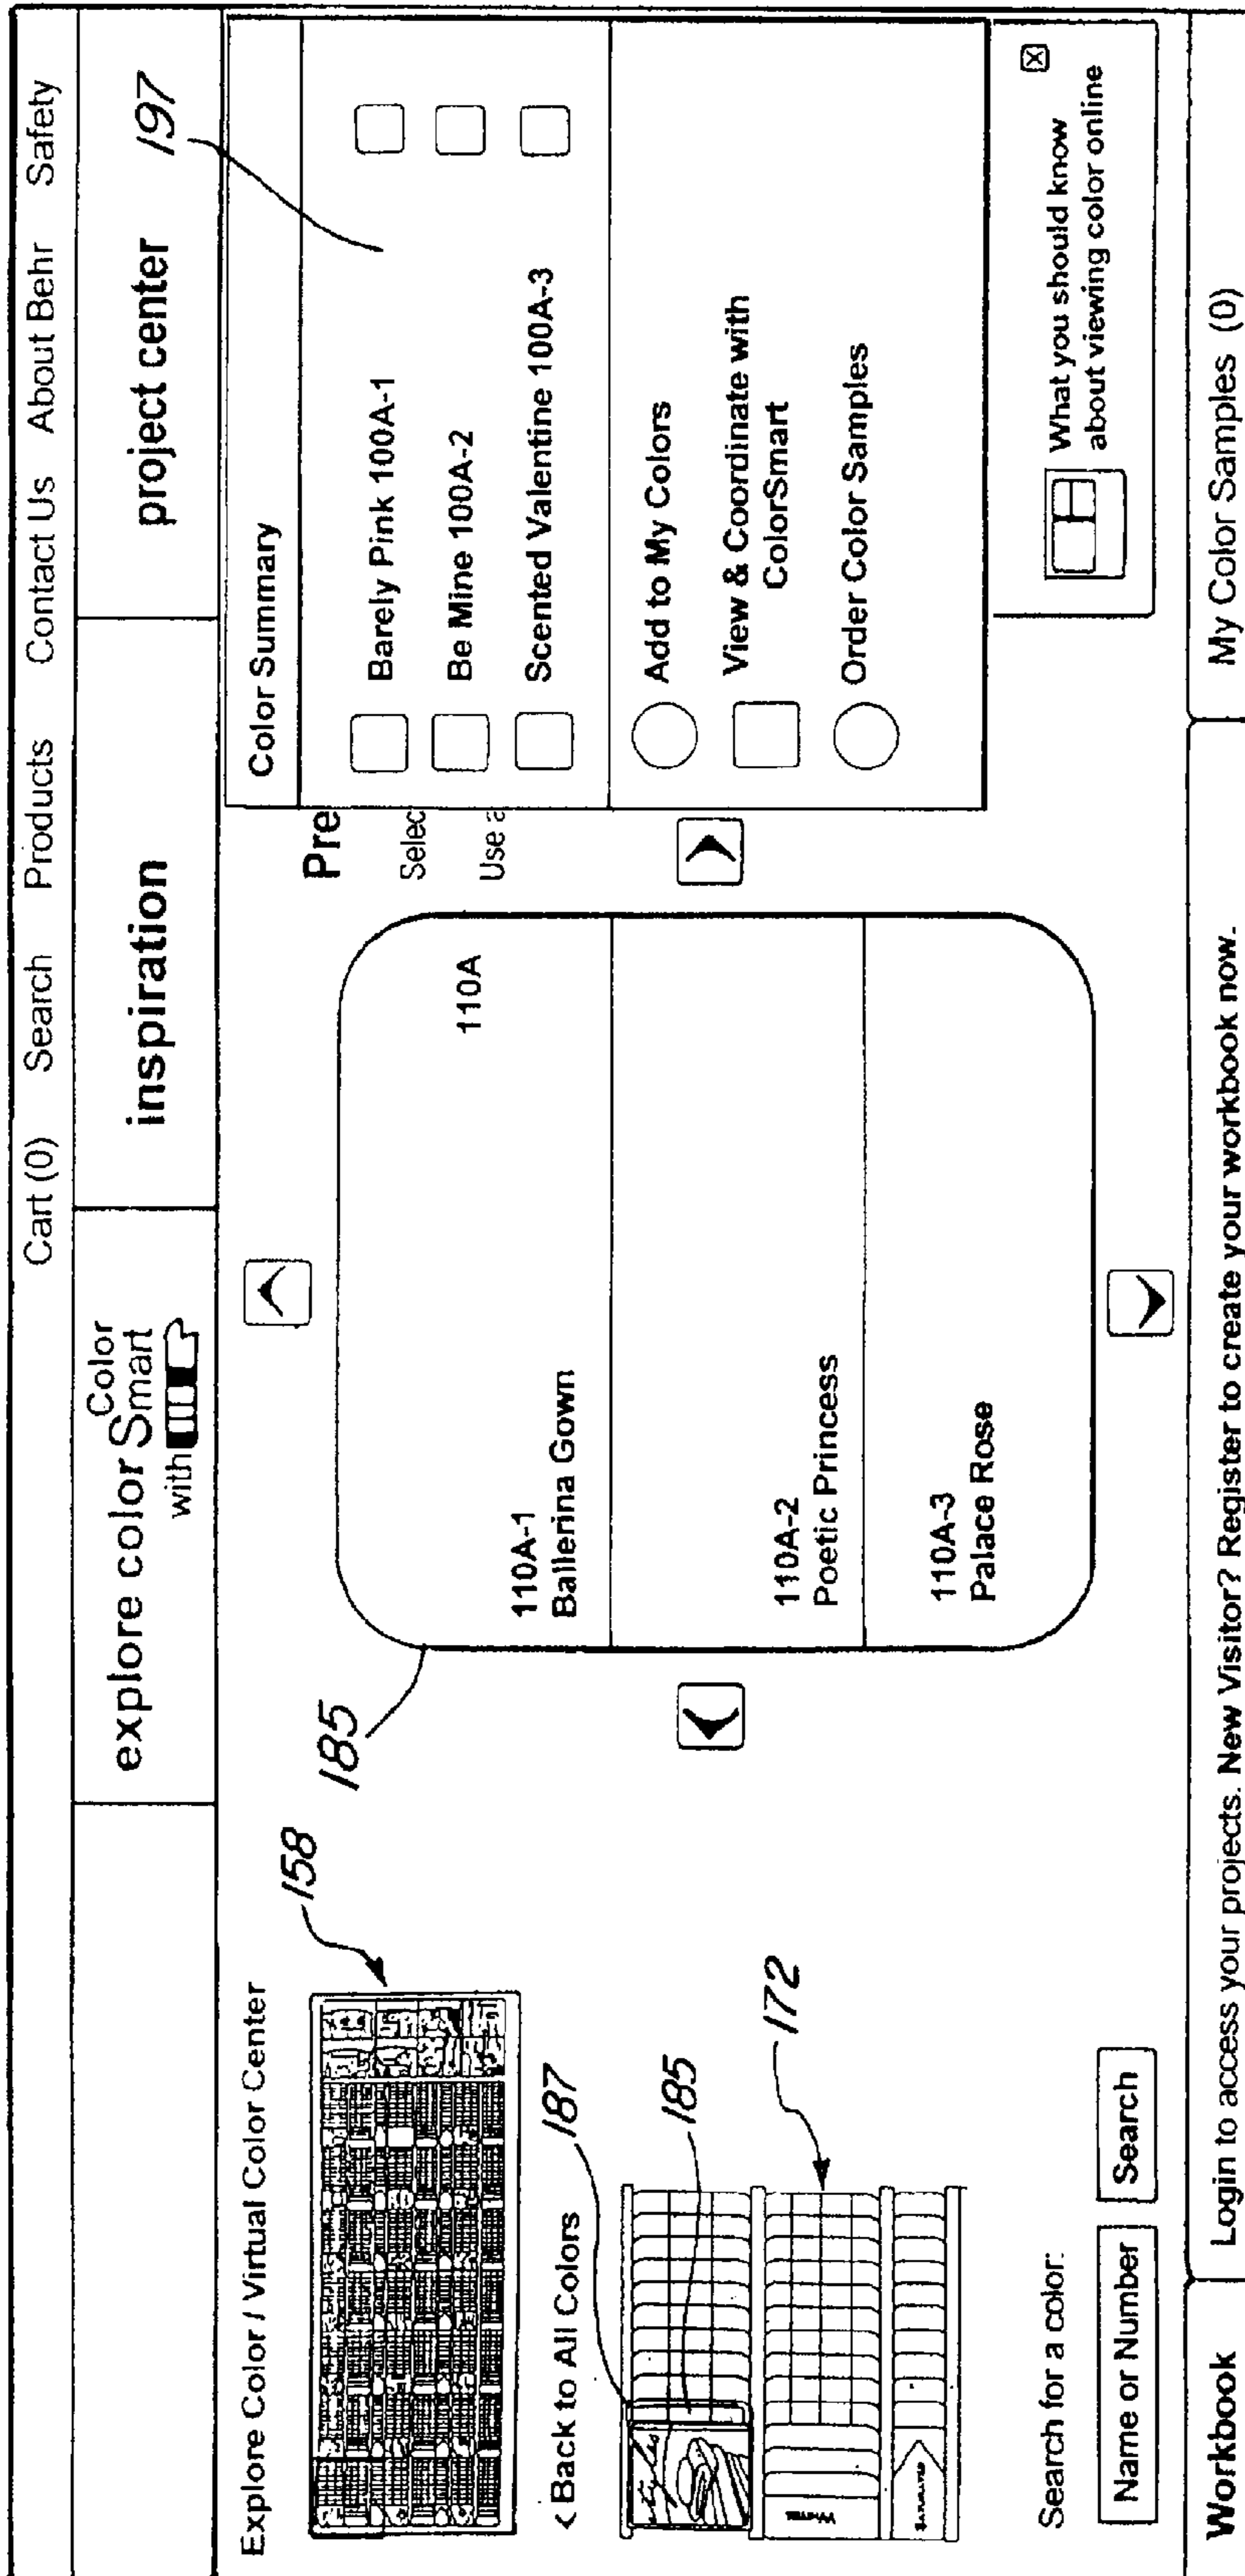 Cart (0) Search Products Contact Us About Behr Safety
explore color
with
Color
Smart
inspiration
project center
197
Explore Color / Virtual Color Center
158
< Back to All Colors
187
185
172
Search for a color:
Name or Number
Search
185
110A
110A-1
Ballerina Gown
110A-2
Poetic Princess
110A-3
Palace Rose
Pre
Selec
Use a
Color Summary
Barely Pink 100A-1
Be Mine 100A-2
Scented Valentine 100A-3
Add to My Colors
View & Coordinate with
ColorSmart
Order Color Samples
What you should know
about viewing color online
Workbook
Login to access your projects. New Visitor? Register to create your workbook now.
My Color Samples (0)